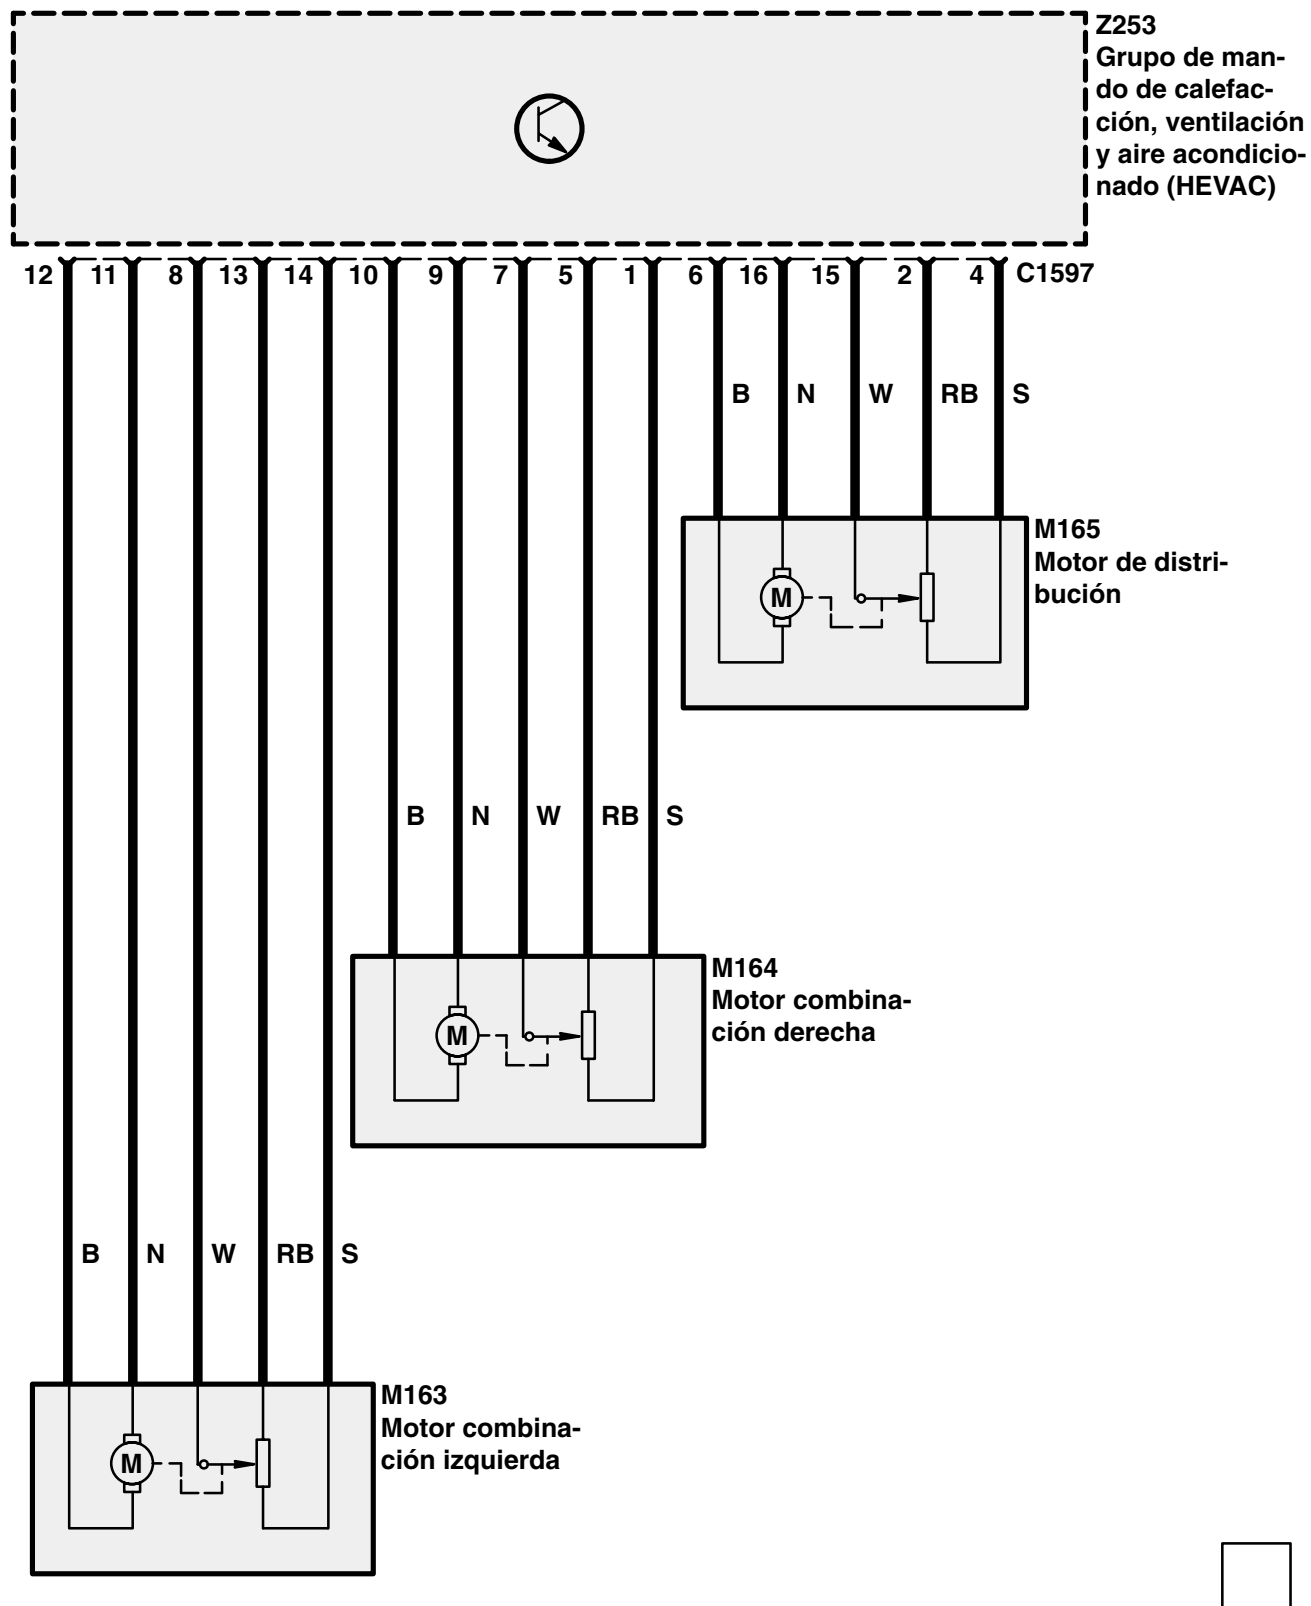 Z253
Grupo de man-
do de calefac-
ción, ventilación
y aire acondicio-
nado (HEVAC)
12 11 8 13 14 10 9 7 5 1 6 16 15 2 4 C1597
B N W RB S
M165
Motor de distri-
bución
M
B N W RB S
M164
Motor combina-
ción derecha
M
B N W RB S
M163
Motor combina-
ción izquierda
M